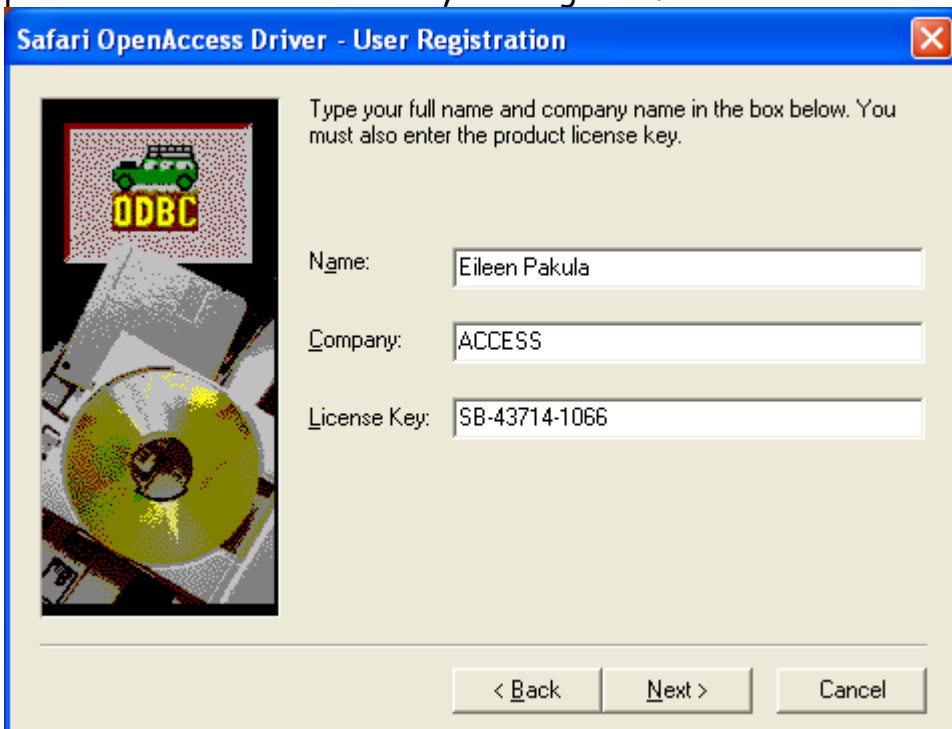 Safari OpenAccess Driver - User Registration
Type your full name and company name in the box below. You
must also enter the product license key.
ODBC
Name: Eileen Pakula
Company: ACCESS
License Key: SB-43714-1066
< Back Next > Cancel